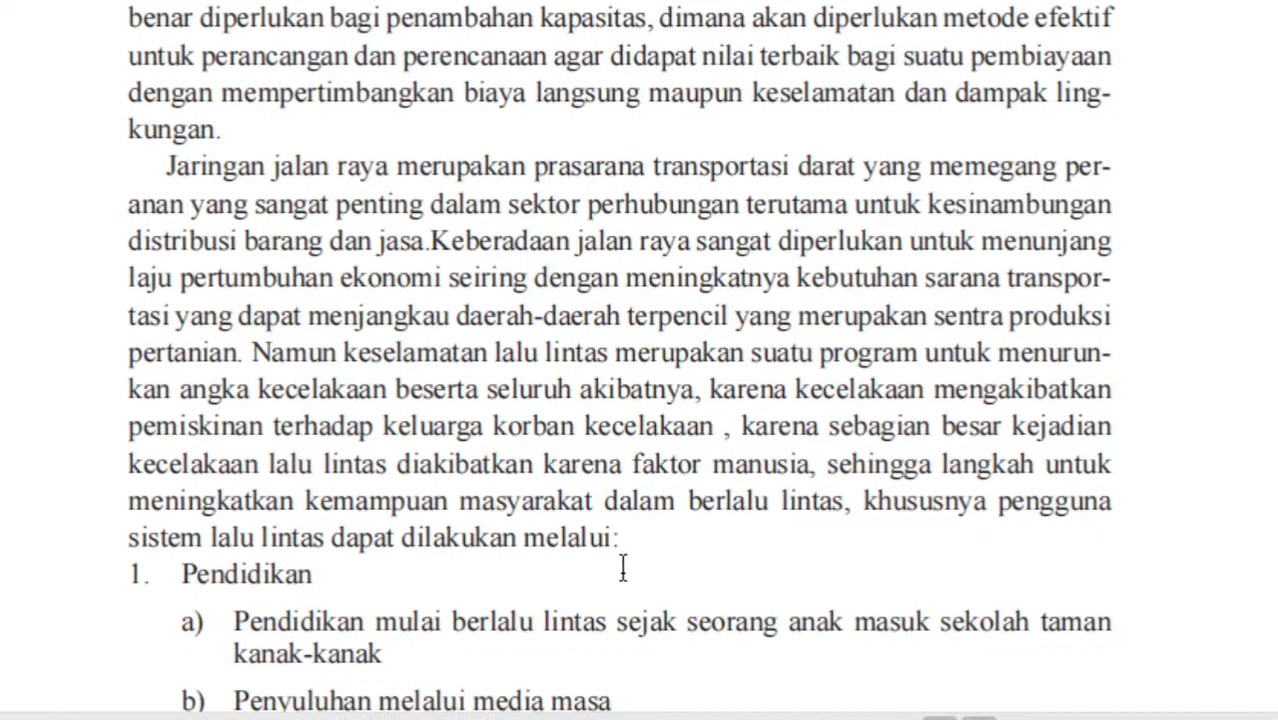 benar diperlukan bagi penambahan kapasitas, dimana akan diperlukan metode efektif
untuk perancangan dan perencanaan agar didapat nilai terbaik bagi suatu pembiayaan
dengan mempertimbangkan biaya langsung maupun keselamatan dan dampak ling-
kungan.
Jaringan jalan raya merupakan prasarana transportasi darat yang memegang per-
anan yang sangat penting dalam sektor perhubungan terutama untuk kesinambungan
distribusi barang dan jasa.Keberadaan jalan raya sangat diperlukan untuk menunjang
laju pertumbuhan ekonomi seiring dengan meningkatnya kebutuhan sarana transpor-
tasi yang dapat menjangkau daerah-daerah terpencil yang merupakan sentra produksi
pertanian. Namun keselamatan lalu lintas merupakan suatu program untuk menurun-
kan angka kecelakaan beserta seluruh akibatnya, karena kecelakaan mengakibatkan
pemiskinan terhadap keluarga korban kecelakaan , karena sebagian besar kejadian
kecelakaan lalu lintas diakibatkan karena faktor manusia, sehingga langkah untuk
meningkatkan kemampuan masyarakat dalam berlalu lintas, khususnya pengguna
sistem lalu lintas dapat dilakukan melalui:
1. Pendidikan
a) Pendidikan mulai berlalu lintas sejak seorang anak masuk sekolah taman
kanak-kanak
b) Penyuluhan melalui media masa